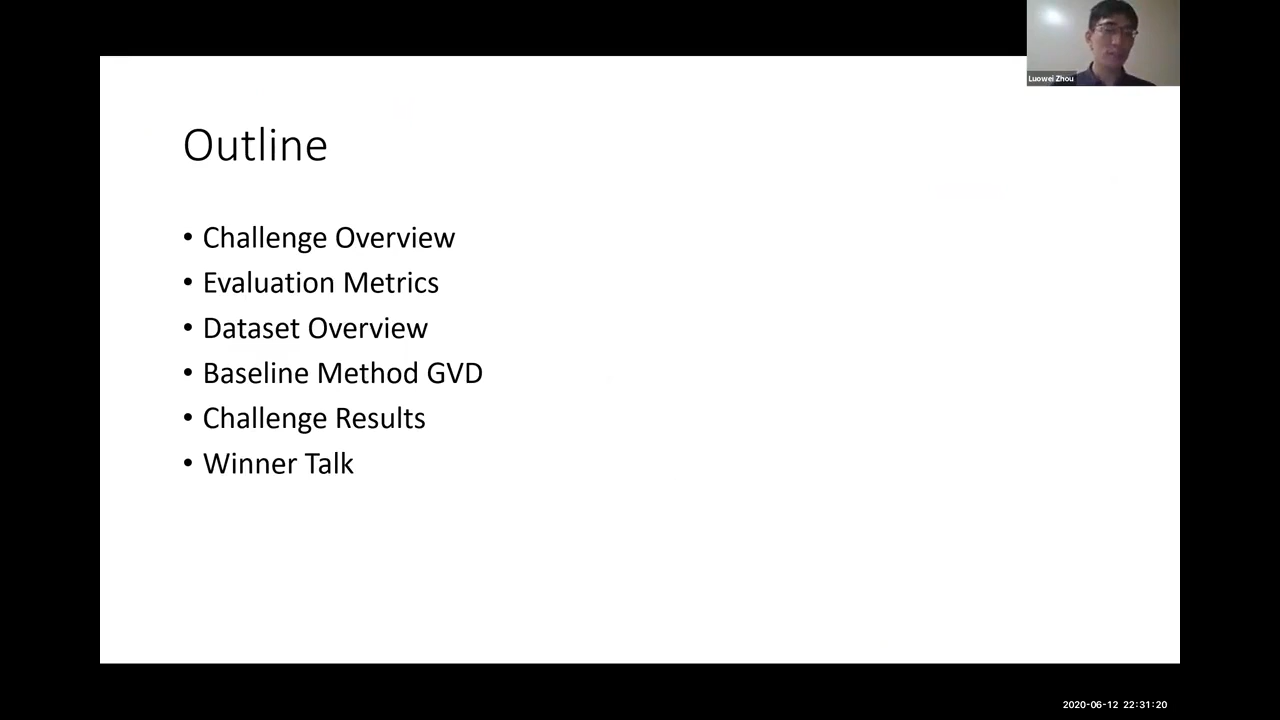 Luowei Zhou
Outline
• Challenge Overview
• Evaluation Metrics
• Dataset Overview
• Baseline Method GVD
• Challenge Results
• Winner Talk
2020-06-12 22:31:20